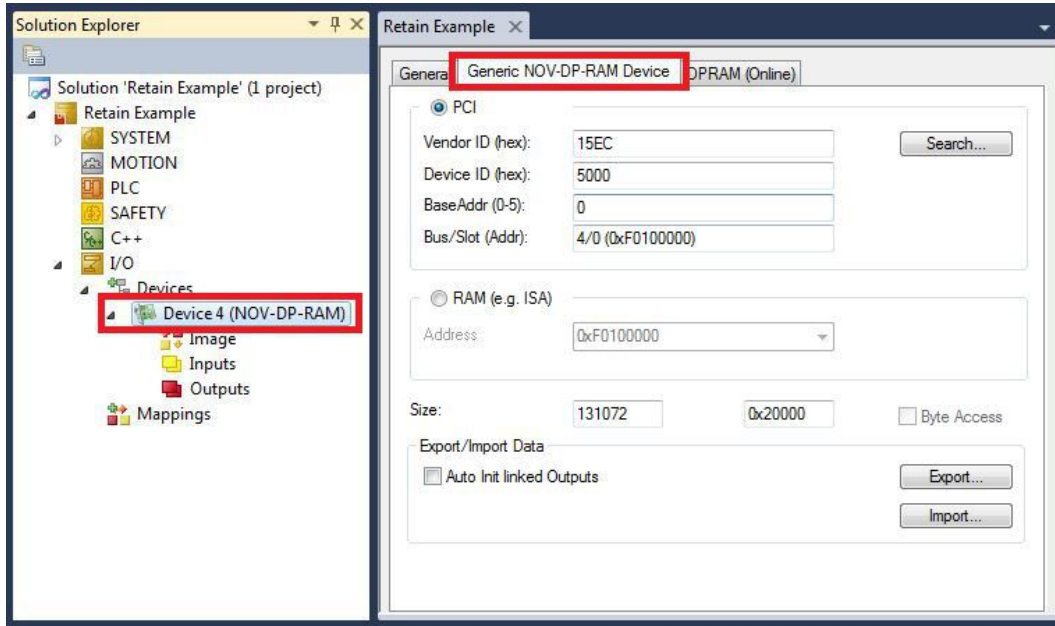 Solution Explorer
Solution 'Retain Example' (1 project)
Retain Example
SYSTEM
MOTION
PLC
SAFETY
C++
I/O
Devices
Device 4 (NOV-DP-RAM)
Image
Inputs
Outputs
Mappings
Retain Example
Genera Generic NOV-DP-RAM Device DPRAM (Online)
PCI
Vendor ID (hex): 15EC Search...
Device ID (hex): 5000
BaseAddr (0-5): 0
Bus/Slot (Addr): 4/0 (0xF0100000)
RAM (e.g. ISA)
Address 0xF0100000
Size: 131072 0x20000 Byte Access
Export/Import Data
Auto Init linked Outputs Export...
Import...